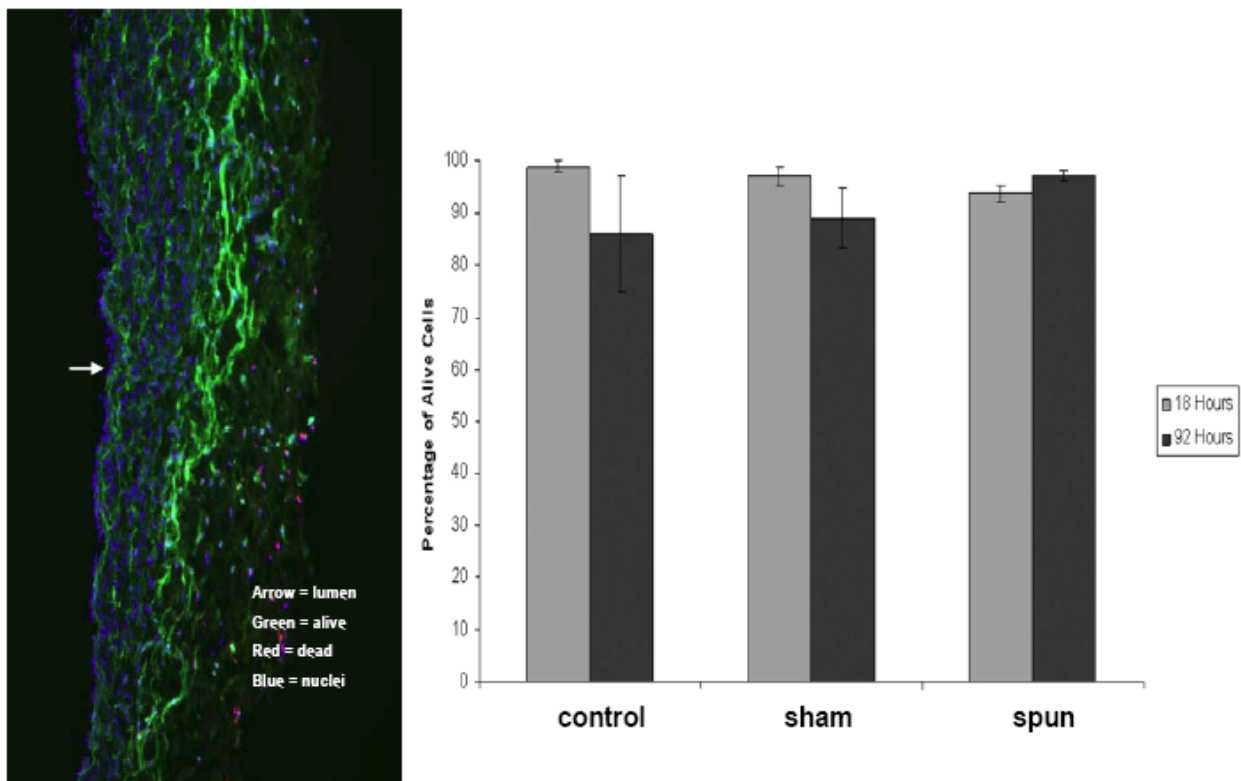 Arrow = lumen
Green = alive
Red = dead
Blue = nuclei
Percentage of Alive Cells
100
90
80
70
60
50
40
30
20
10
0
control sham spun
18 Hours
92 Hours